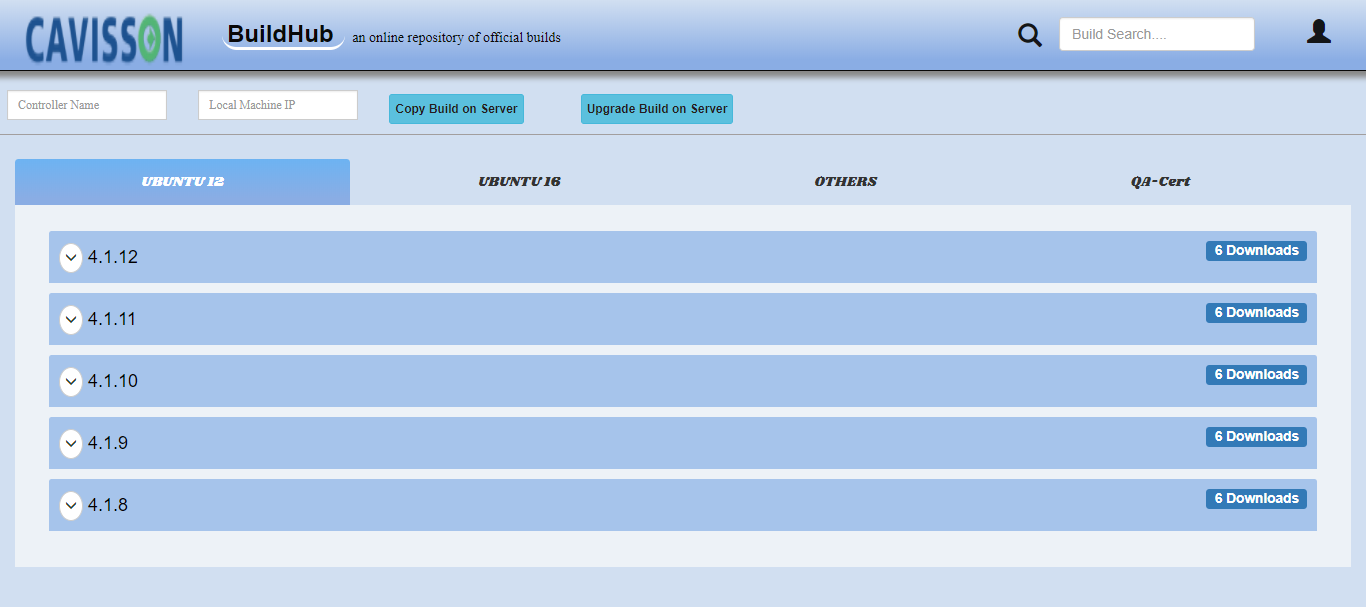 CAVISSON BuildHub an online repository of official builds Build Search....
Controller Name Local Machine IP Copy Build on Server Upgrade Build on Server
UBUNTU 12 UBUNTU 16 OTHERS QA-Cert
4.1.12 6 Downloads
4.1.11 6 Downloads
4.1.10 6 Downloads
4.1.9 6 Downloads
4.1.8 6 Downloads